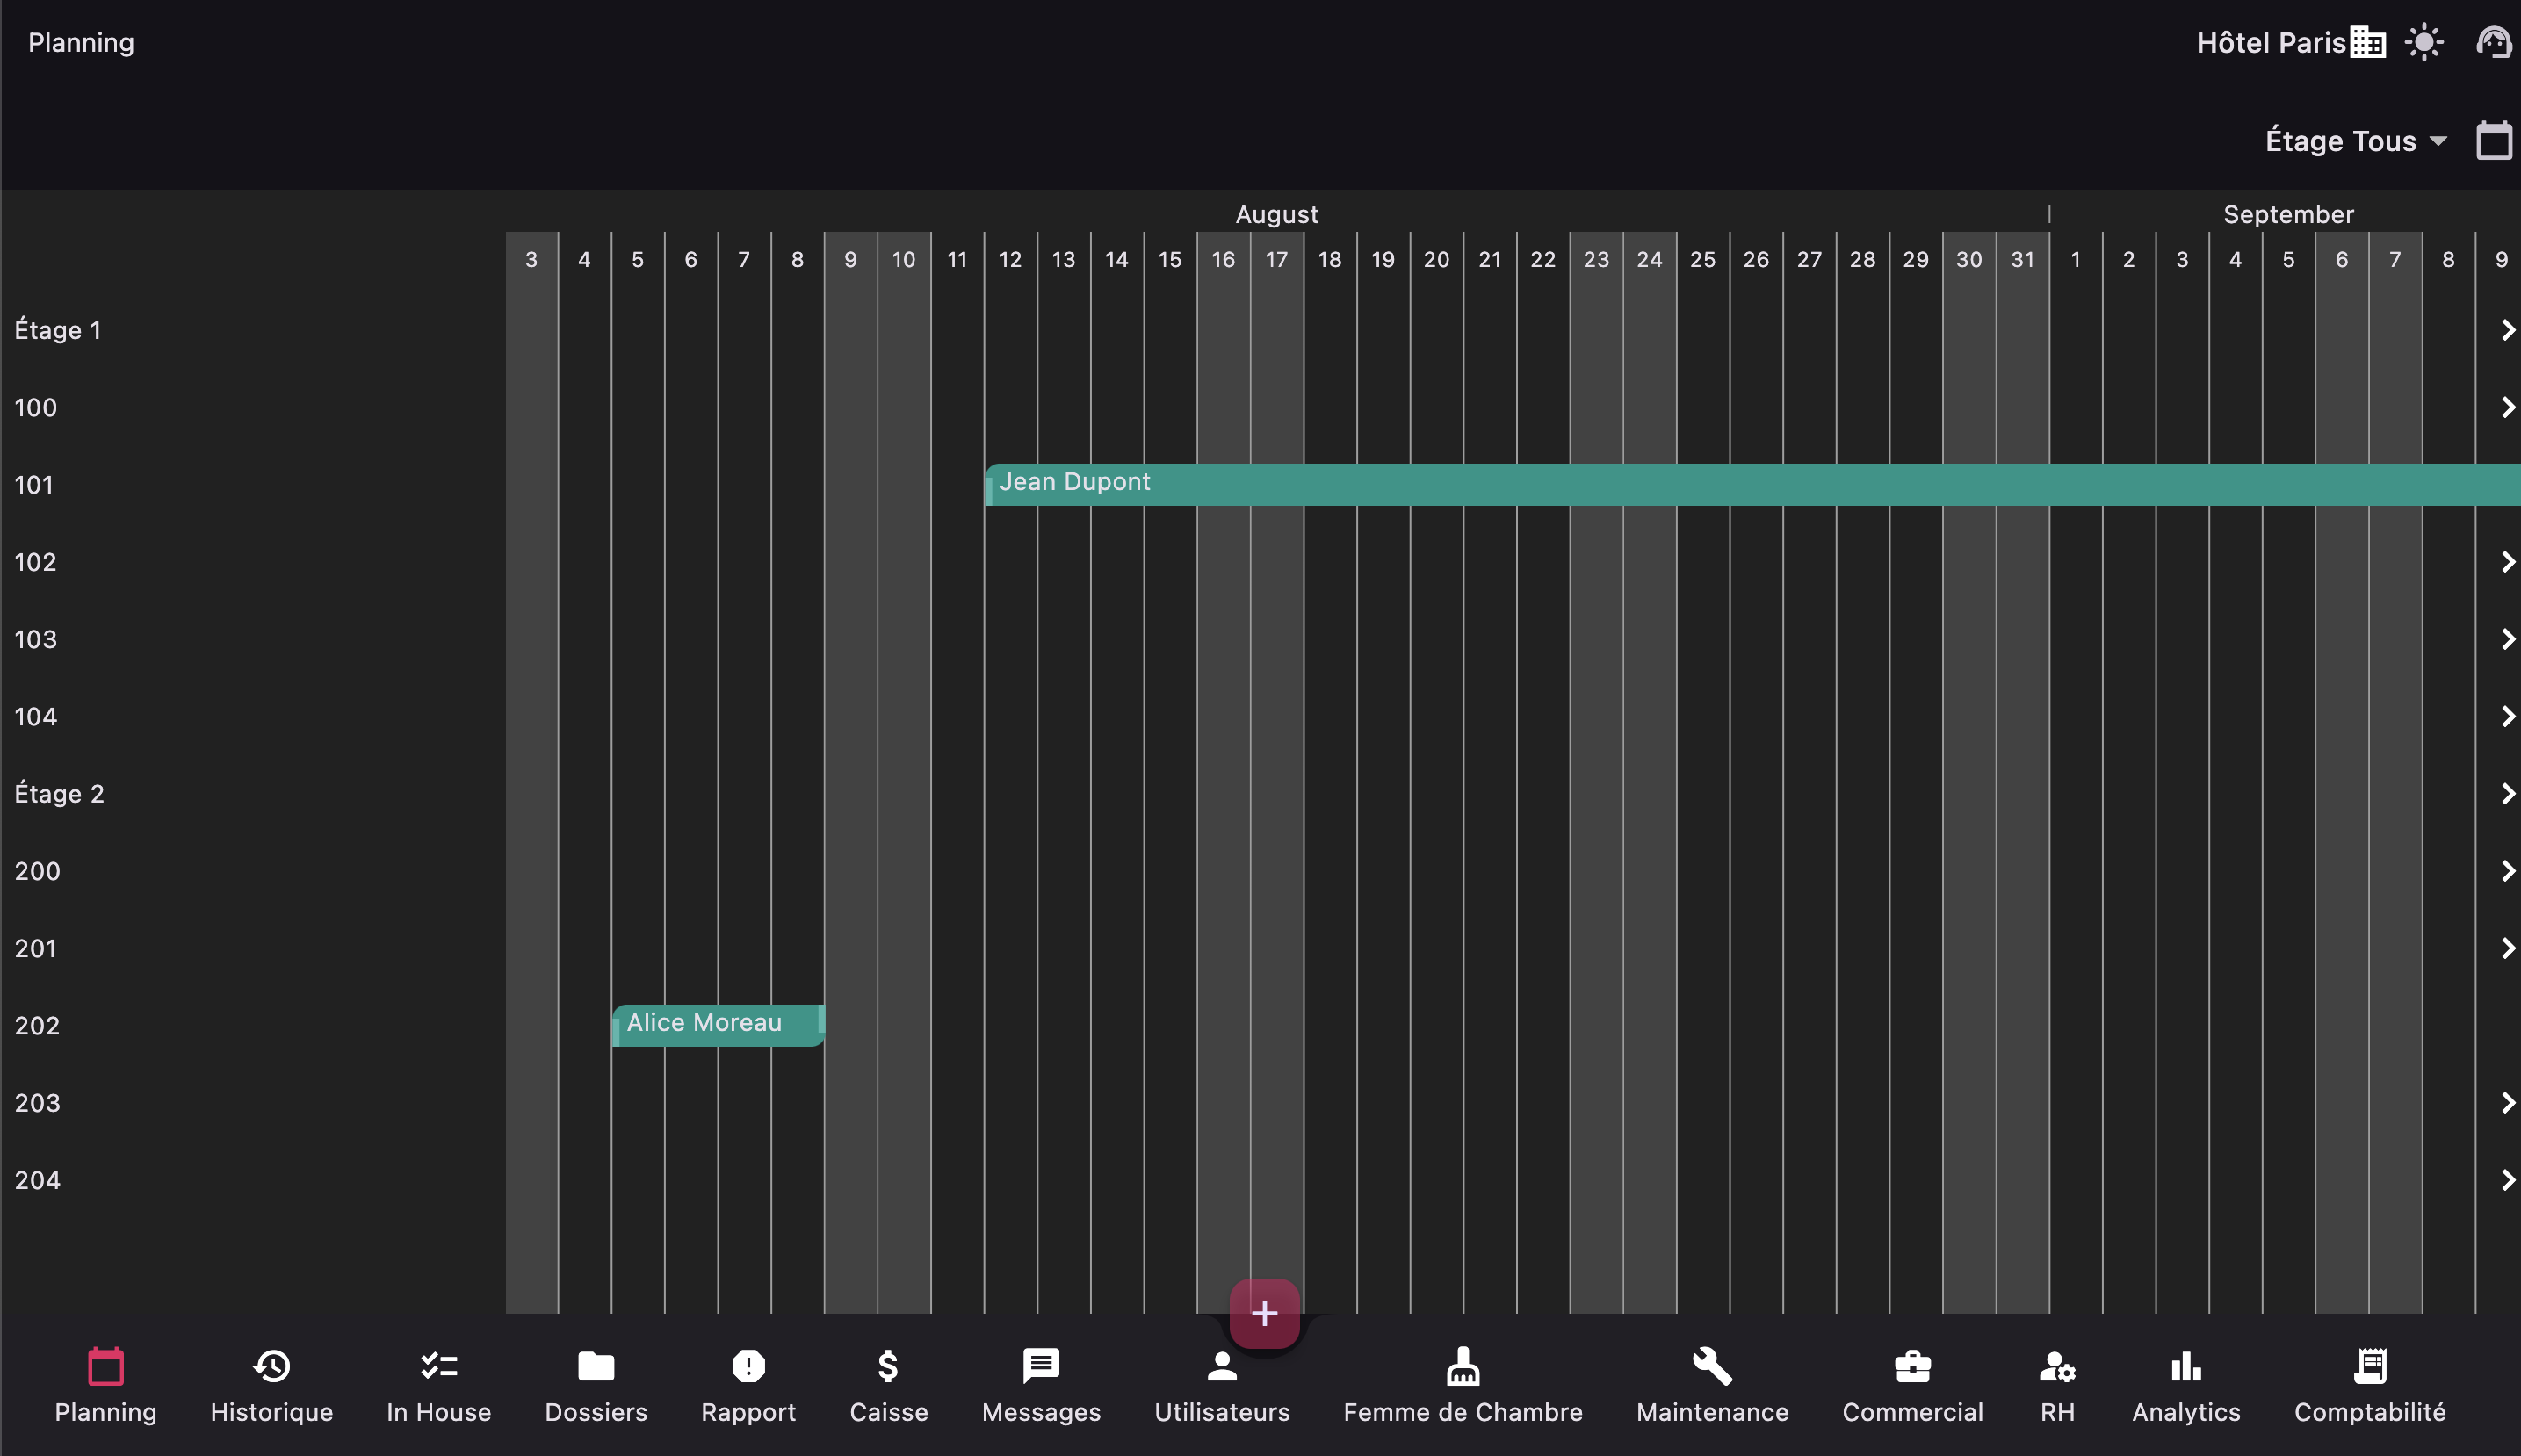 Planning
Hôtel Paris
Étage Tous
August September
3 4 5 6 7 8 9 10 11 12 13 14 15 16 17 18 19 20 21 22 23 24 25 26 27 28 29 30 31 1 2 3 4 5 6 7 8 9
Étage 1
100
101 Jean Dupont
102
103
104
Étage 2
200
201
202 Alice Moreau
203
204
Planning Historique In House Dossiers Rapport Caisse Messages Utilisateurs Femme de Chambre Maintenance Commercial RH Analytics Comptabilité